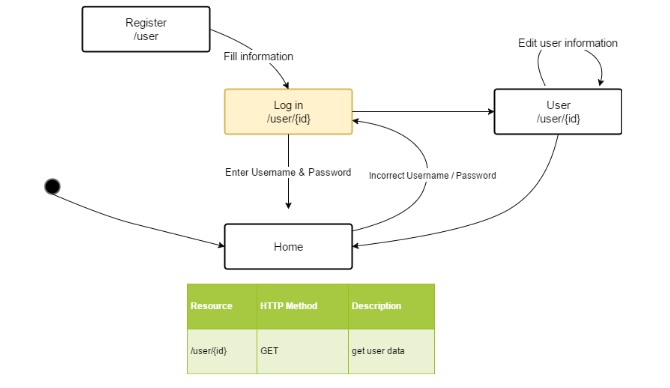 Register
/user
Fill information
Edit user information
Log in
/user/{id}
User
/user/{id}
Enter Username & Password
Incorrect Username / Password
Home
Resource HTTP Method Description
/user/{id} GET get user data